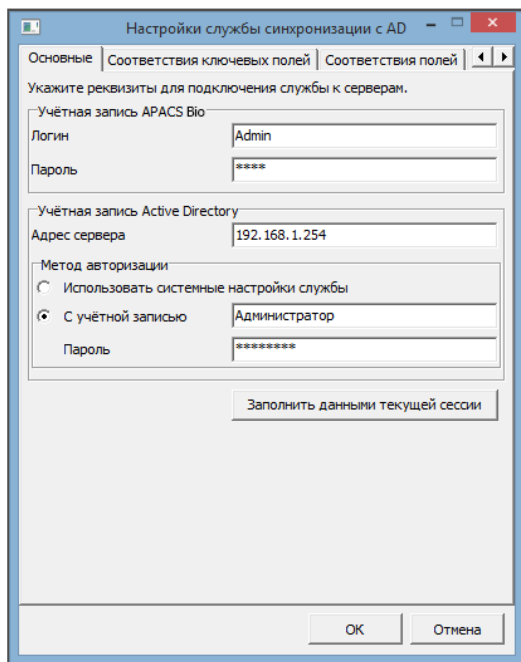 Настройки службы синхронизации с AD
Основные Соответствия ключевых полей Соответствия полей
Укажите реквизиты для подключения службы к серверам.
Учётная запись APACS Bio
Логин Admin
Пароль ****
Учётная запись Active Directory
Адрес сервера 192.168.1.254
Метод авторизации
Использовать системные настройки службы
С учётной записью Администратор
Пароль ********
Заполнить данными текущей сессии
OK Отмена